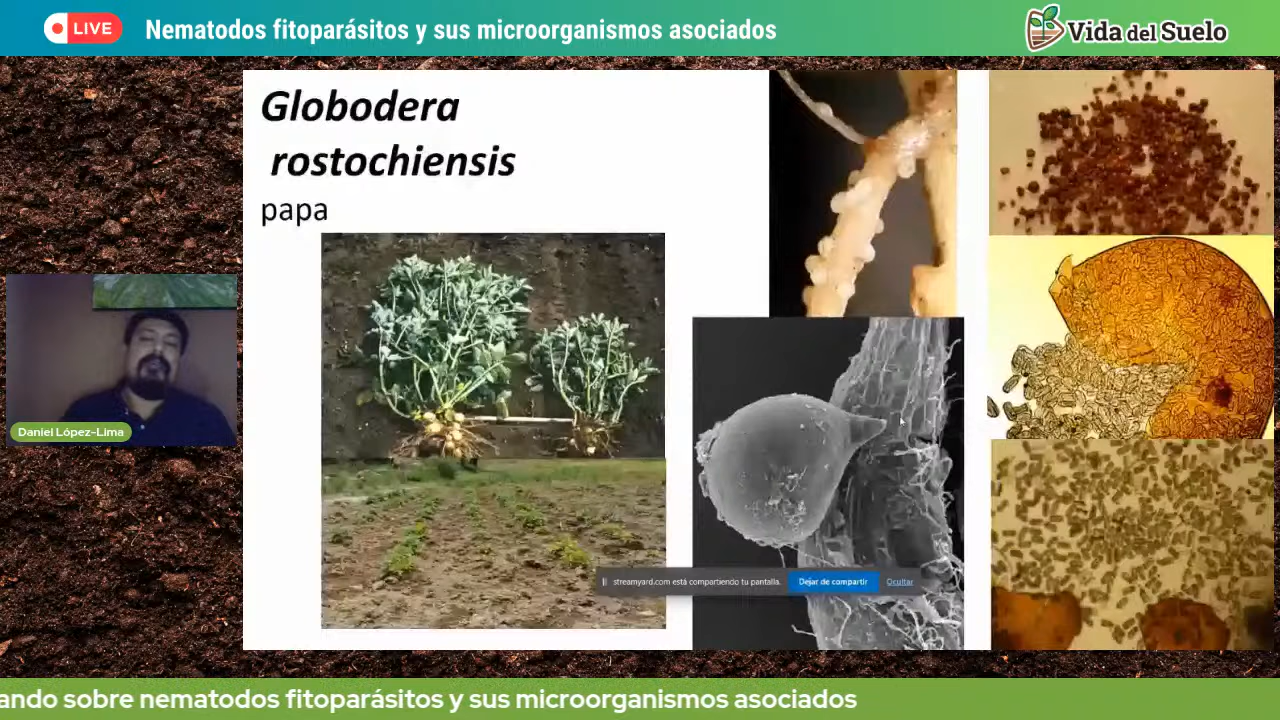 LIVE
Nematodos fitoparásitos y sus microorganismos asociados
Vida del Suelo
Globodera
rostochiensis
papa
Daniel López-Lima
streamyard.com está compartiendo tu pantalla.
Dejar de compartir
Ocultar
ando sobre nematodos fitoparásitos y sus microorganismos asociados